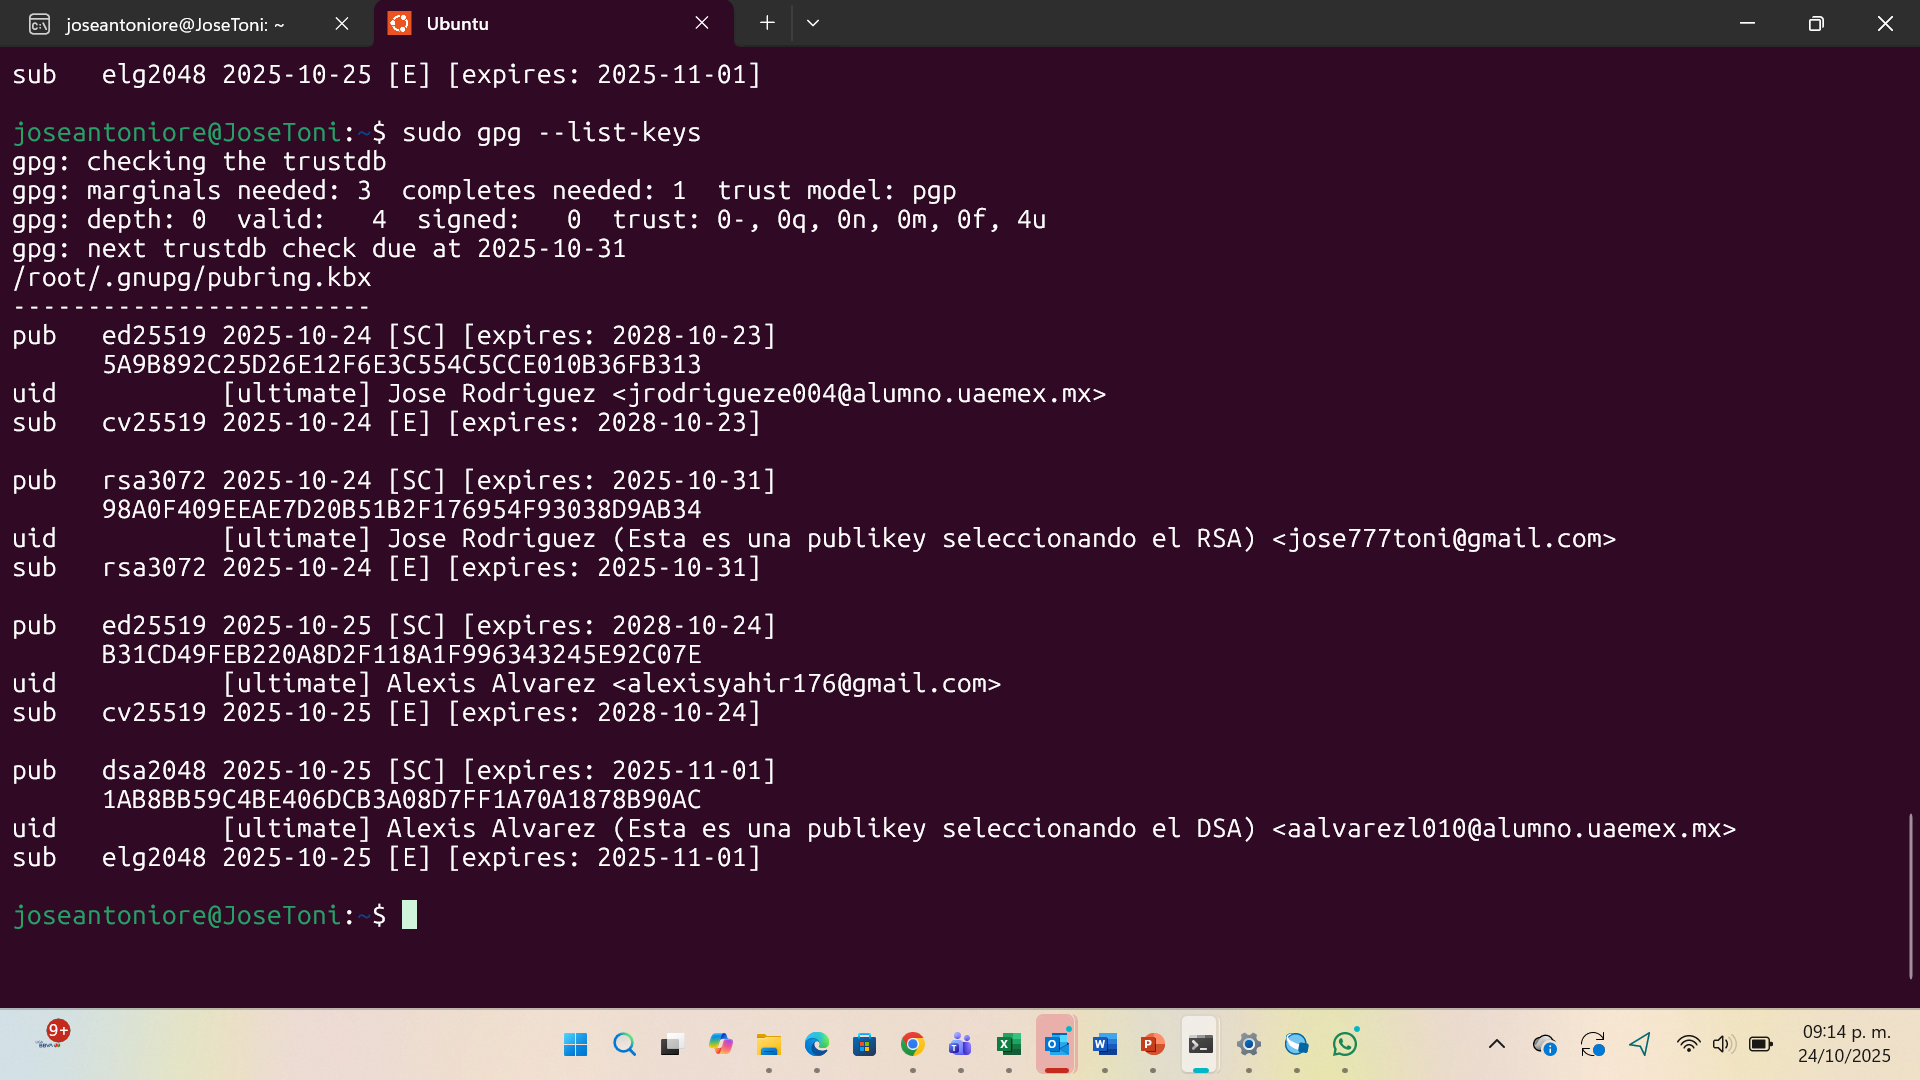 joseantoniore@JoseToni: ~
Ubuntu
sub   elg2048 2025-10-25 [E] [expires: 2025-11-01]
joseantoniore@JoseToni:~$ sudo gpg --list-keys
gpg: checking the trustdb
gpg: marginals needed: 3  completes needed: 1  trust model: pgp
gpg: depth: 0  valid:   4  signed:   0  trust: 0-, 0q, 0n, 0m, 0f, 4u
gpg: next trustdb check due at 2025-10-31
/root/.gnupg/pubring.kbx
------------------------
pub   ed25519 2025-10-24 [SC] [expires: 2028-10-23]
      5A9B892C25D26E12F6E3C554C5CCE010B36FB313
uid           [ultimate] Jose Rodriguez <jrodrigueze004@alumno.uaemex.mx>
sub   cv25519 2025-10-24 [E] [expires: 2028-10-23]
pub   rsa3072 2025-10-24 [SC] [expires: 2025-10-31]
      98A0F409EEAE7D20B51B2F176954F93038D9AB34
uid           [ultimate] Jose Rodriguez (Esta es una publikey seleccionando el RSA) <jose777toni@gmail.com>
sub   rsa3072 2025-10-24 [E] [expires: 2025-10-31]
pub   ed25519 2025-10-25 [SC] [expires: 2028-10-24]
      B31CD49FEB220A8D2F118A1F996343245E92C07E
uid           [ultimate] Alexis Alvarez <alexisyahir176@gmail.com>
sub   cv25519 2025-10-25 [E] [expires: 2028-10-24]
pub   dsa2048 2025-10-25 [SC] [expires: 2025-11-01]
      1AB8BB59C4BE406DCB3A08D7FF1A70A1878B90AC
uid           [ultimate] Alexis Alvarez (Esta es una publikey seleccionando el DSA) <aalvarezl010@alumno.uaemex.mx>
sub   elg2048 2025-10-25 [E] [expires: 2025-11-01]
joseantoniore@JoseToni:~$
9+
09:14 p. m.
24/10/2025